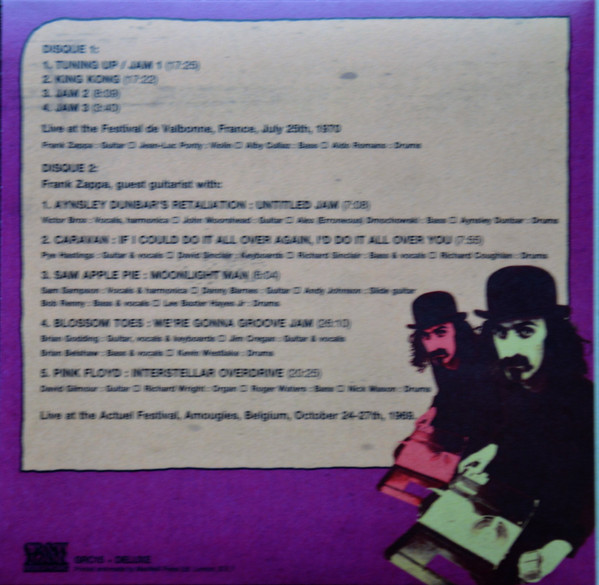 DISQUE 1:
1. TUNING UP / JAM 1 (17:25)
2. KING KONG (17:22)
3. JAM 2 (8:09)
4. JAM 3 (3:40)
Live at the Festival de Valbonne, France, July 25th, 1970
Frank Zappa : Guitar □ Jean-Luc Ponty : Violin □ Alby Cullaz : Bass □ Aldo Romano : Drums
DISQUE 2:
Frank Zappa, guest guitarist with:
1. AYNSLEY DUNBAR'S RETALIATION : UNTITLED JAM (7:08)
Victor Brox : Vocals, harmonica □ John Moorshead : Guitar □ Alex (Erroneous) Dmochowski : Bass □ Aynsley Dunbar : Drums
2. CARAVAN : IF I COULD DO IT ALL OVER AGAIN, I'D DO IT ALL OVER YOU (7:55)
Pye Hastings : Guitar & vocals □ David Sinclair : Keyboards □ Richard Sinclair : Bass & vocals □ Richard Coughlan : Drums
3. SAM APPLE PIE : MOONLIGHT MAN (8:04)
Sam Sampson : Vocals & harmonica □ Denny Barnes : Guitar □ Andy Johnson : Slide guitar
Bob Renny : Bass & vocals □ Lee Baxter Hayes Jr : Drums
4. BLOSSOM TOES : WE'RE GONNA GROOVE JAM (26:10)
Brian Godding : Guitar, vocals & keyboards □ Jim Cregan : Guitar & vocals
Brian Belshaw : Bass & vocals □ Kevin Westlake : Drums
5. PINK FLOYD : INTERSTELLAR OVERDRIVE (20:25)
David Gilmour : Guitar □ Richard Wright : Organ □ Roger Waters : Bass □ Nick Mason : Drums
Live at the Actuel Festival, Amougies, Belgium, October 24-27th, 1969
DELUXE